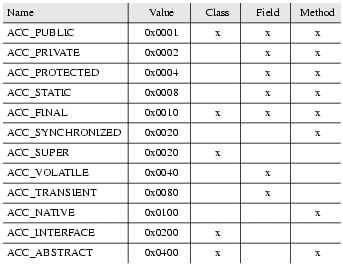 Name Value Class Field Method
ACC_PUBLIC 0x0001 x x x
ACC_PRIVATE 0x0002 x x
ACC_PROTECTED 0x0004 x x
ACC_STATIC 0x0008 x x
ACC_FINAL 0x0010 x x x
ACC_SYNCHRONIZED 0x0020 x
ACC_SUPER 0x0020 x
ACC_VOLATILE 0x0040 x
ACC_TRANSIENT 0x0080 x
ACC_NATIVE 0x0100 x
ACC_INTERFACE 0x0200 x
ACC_ABSTRACT 0x0400 x x